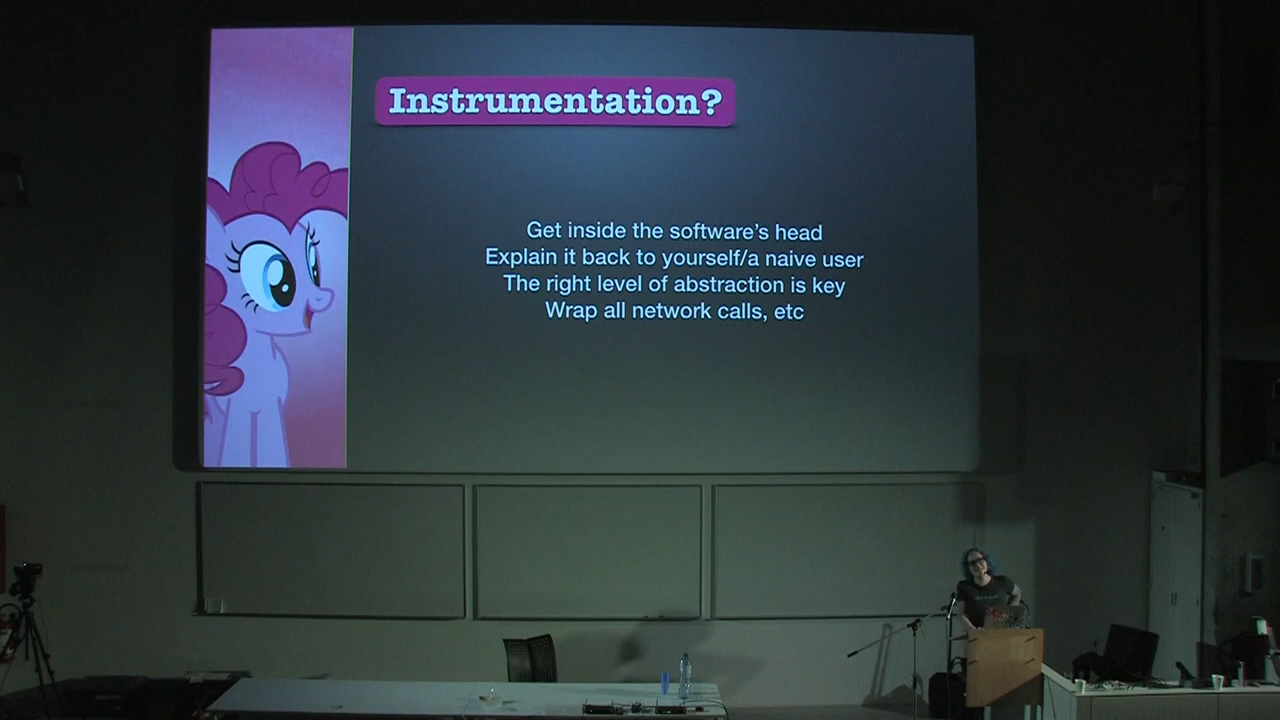 Instrumentation?
Get inside the software's head
Explain it back to yourself/a naive user
The right level of abstraction is key
Wrap all network calls, etc